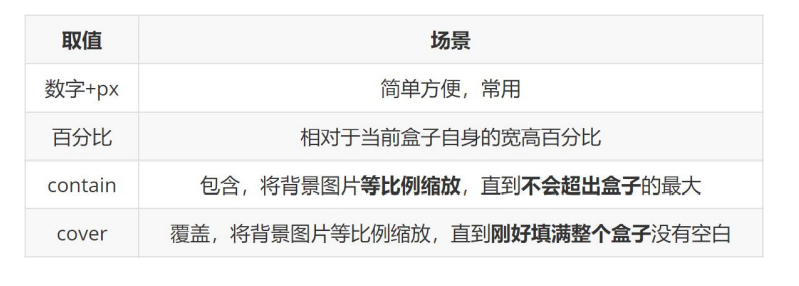 取值 场景
数字+px 简单方便，常用
百分比 相对于当前盒子自身的宽高百分比
contain 包含，将背景图片等比例缩放，直到不会超出盒子的最大
cover 覆盖，将背景图片等比例缩放，直到刚好填满整个盒子没有空白